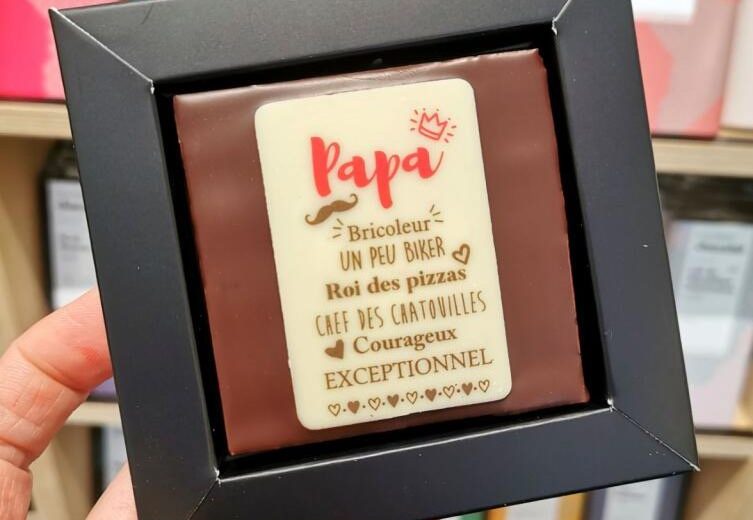 Papa
Bricoleur
UN PEU BIKER
Roi des pizzas
CHEF DES CHATOUILLES
Courageux
EXCEPTIONNEL